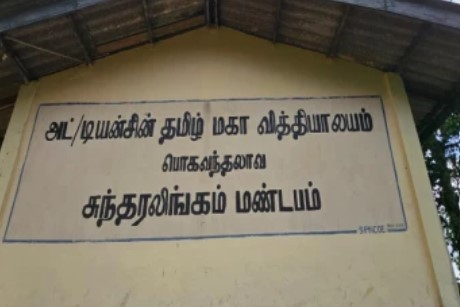 அட்/டியன்சின் தமிழ் மகா வித்தியாலயம்
பொகவந்தலாவ
சுந்தரலிங்கம் மண்டபம்